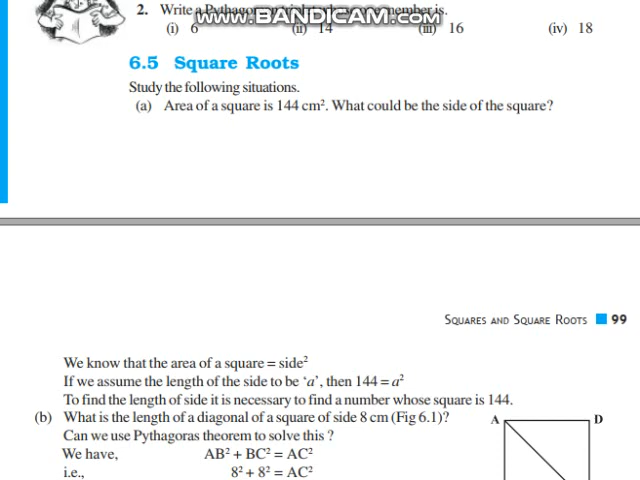 www.BANDICAM.com
2. Write a Pythagorean triplet whose one member is.
(i) 6 (ii) 14 (iii) 16 (iv) 18
6.5 Square Roots
Study the following situations.
(a) Area of a square is 144 cm². What could be the side of the square?
SQUARES AND SQUARE ROOTS 99
We know that the area of a square = side²
If we assume the length of the side to be ‘a’, then 144 = a²
To find the length of side it is necessary to find a number whose square is 144.
(b) What is the length of a diagonal of a square of side 8 cm (Fig 6.1)?
Can we use Pythagoras theorem to solve this ?
We have, AB² + BC² = AC²
i.e., 8² + 8² = AC²
A D